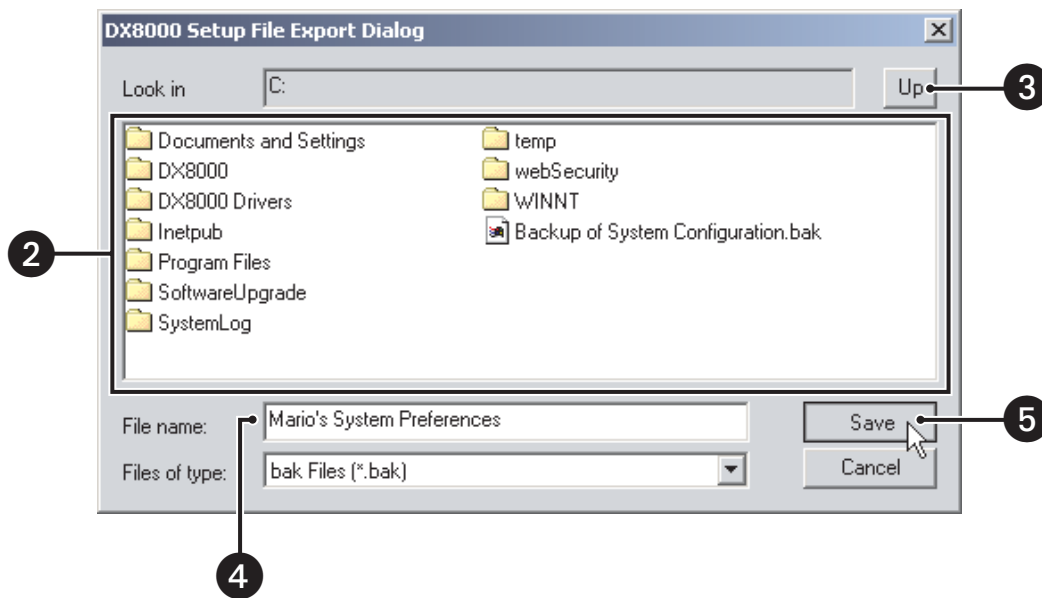 DX8000 Setup File Export Dialog
Look in
C:
Up
3
Documents and Settings
DX8000
DX8000 Drivers
Inetpub
Program Files
SoftwareUpgrade
SystemLog
temp
webSecurity
WINNT
Backup of System Configuration.bak
2
File name:
Mario's System Preferences
Save
5
Files of type:
bak Files (*.bak)
Cancel
4